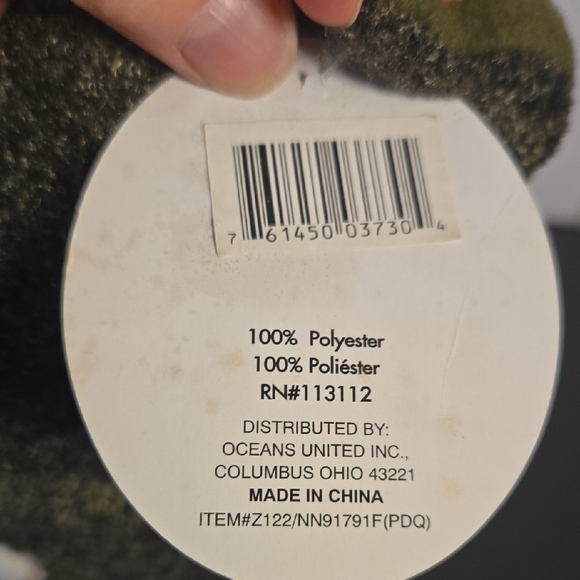 7 61450 03730 4
100% Polyester
100% Poliéster
RN#113112
DISTRIBUTED BY:
OCEANS UNITED INC.,
COLUMBUS OHIO 43221
MADE IN CHINA
ITEM#Z122/NN91791F(PDQ)